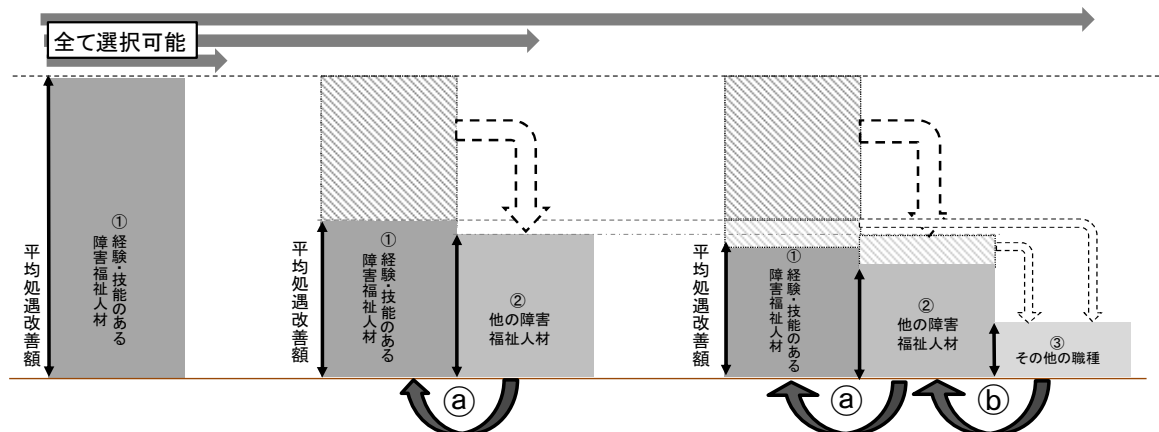 全て選択可能
平均処遇改善額
①経験・技能のある
障害福祉人材
平均処遇改善額
①経験・技能のある
障害福祉人材
②
他の障害
福祉人材
ⓐ
平均処遇改善額
①経験・技能のある
障害福祉人材
②
他の障害
福祉人材
③
その他の職種
ⓐ
ⓑ